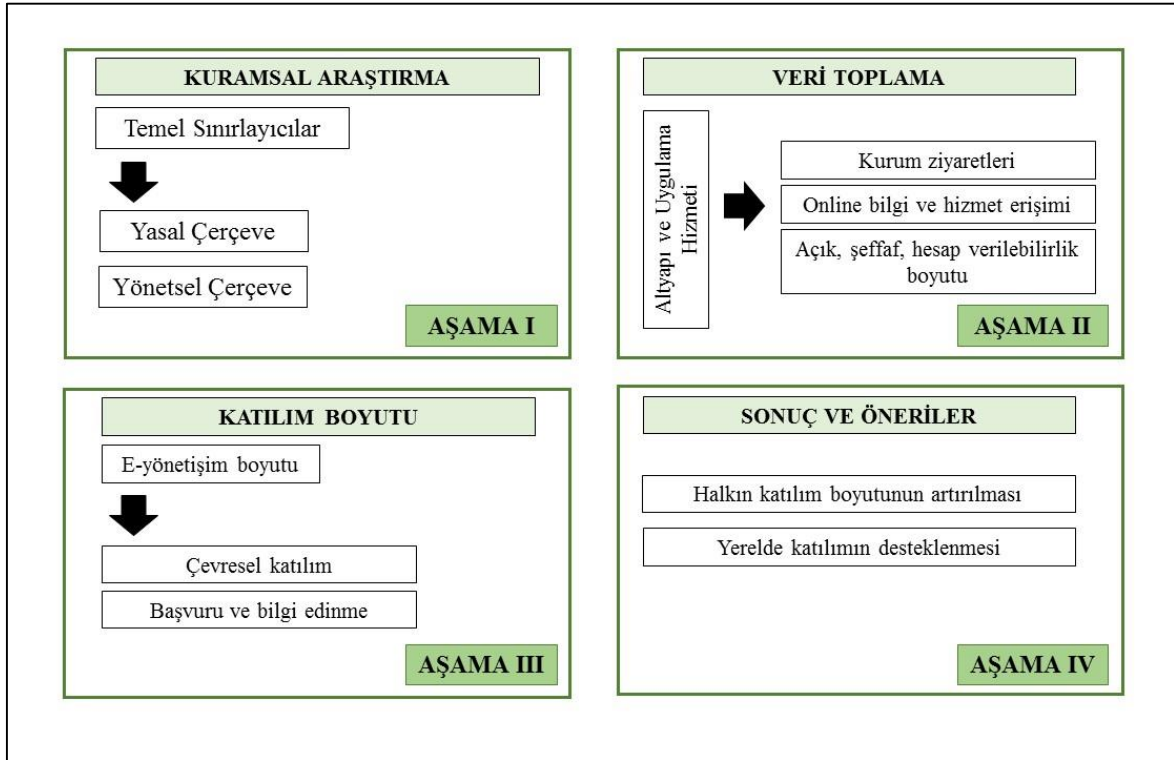 KURAMSAL ARAŞTIRMA
Temel Sınırlayıcılar
Yasal Çerçeve
Yönetsel Çerçeve
AŞAMA I
VERİ TOPLAMA
Altyapı ve Uygulama
Hizmeti
Kurum ziyaretleri
Online bilgi ve hizmet erişimi
Açık, şeffaf, hesap verilebilirlik
boyutu
AŞAMA II
KATILIM BOYUTU
E-yönetişim boyutu
Çevresel katılım
Başvuru ve bilgi edinme
AŞAMA III
SONUÇ VE ÖNERİLER
Halkın katılım boyutunun artırılması
Yerelde katılımın desteklenmesi
AŞAMA IV